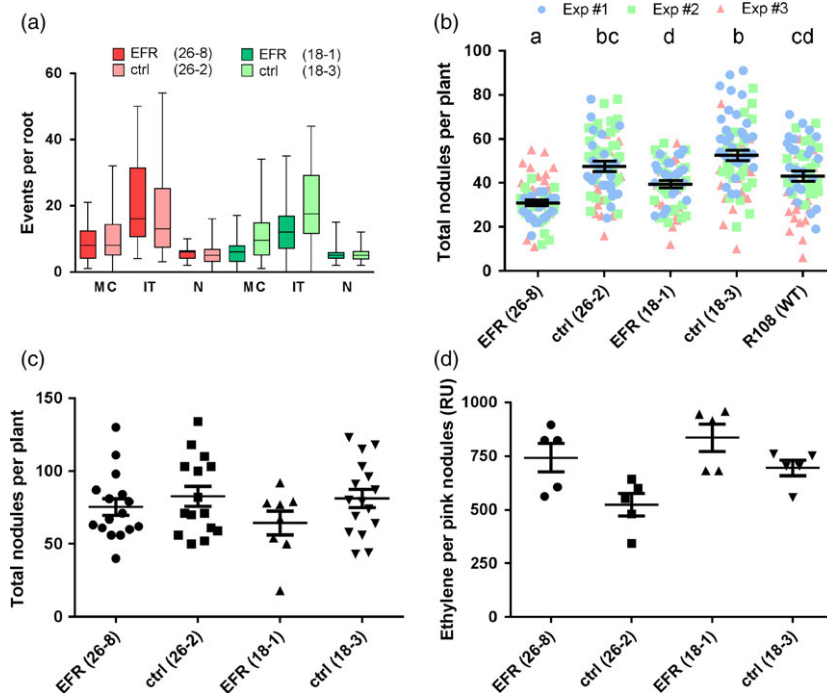 (a)
EFR (26-8)
ctrl (26-2)
EFR (18-1)
ctrl (18-3)
Events per root
60
40
20
0
MC IT N MC IT N
(b)
Exp #1 Exp #2 Exp #3
a bc d b cd
Total nodules per plant
100
80
60
40
20
0
EFR (26-8)
ctrl (26-2)
EFR (18-1)
ctrl (18-3)
R108 (WT)
(c)
Total nodules per plant
150
100
50
0
EFR (26-8)
ctrl (26-2)
EFR (18-1)
ctrl (18-3)
(d)
Ethylene per pink nodules (RU)
1000
750
500
250
0
EFR (26-8)
ctrl (26-2)
EFR (18-1)
ctrl (18-3)